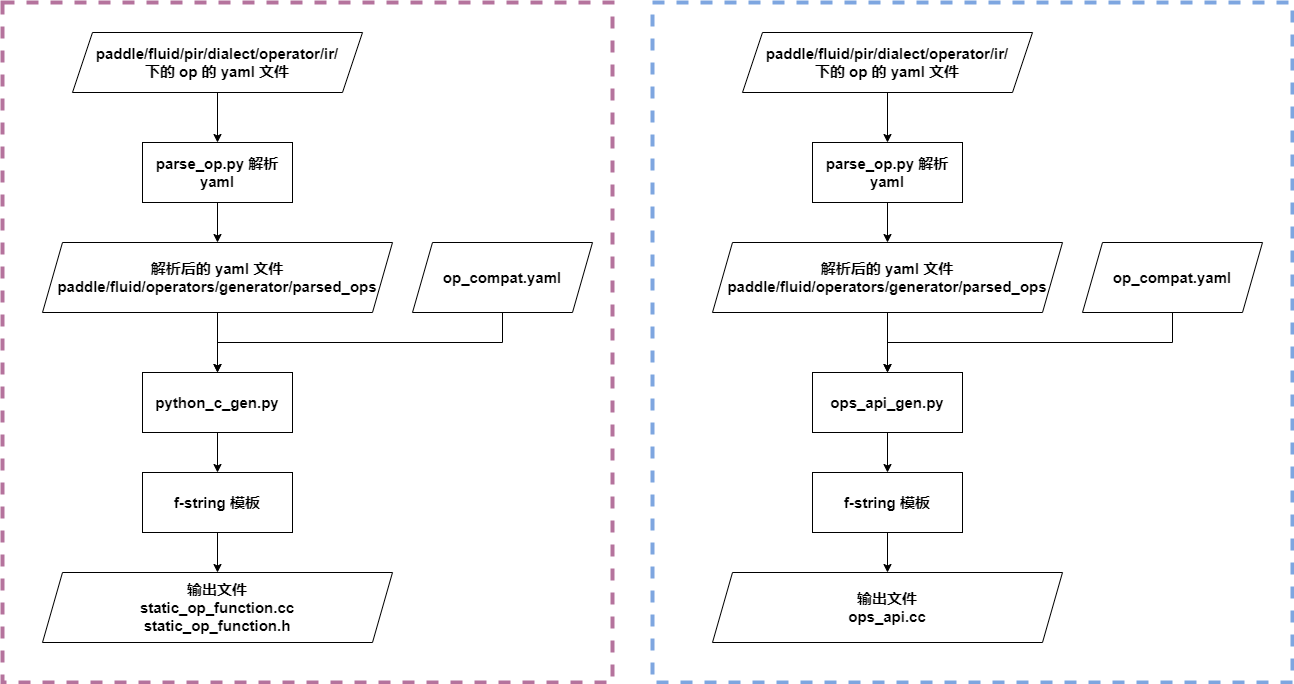 paddle/fluid/pir/dialect/operator/ir/
下的 op 的 yaml 文件
parse_op.py 解析
yaml
解析后的 yaml 文件
paddle/fluid/operators/generator/parsed_ops
op_compat.yaml
python_c_gen.py
f-string 模板
输出文件
static_op_function.cc
static_op_function.h
paddle/fluid/pir/dialect/operator/ir/
下的 op 的 yaml 文件
parse_op.py 解析
yaml
解析后的 yaml 文件
paddle/fluid/operators/generator/parsed_ops
op_compat.yaml
ops_api_gen.py
f-string 模板
输出文件
ops_api.cc